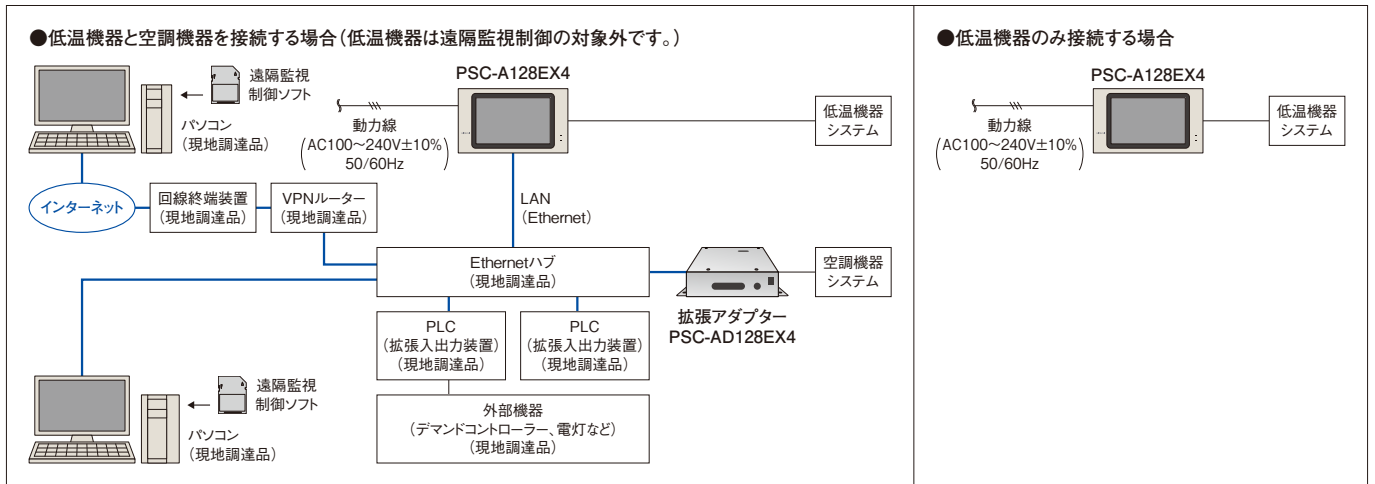 ●低温機器と空調機器を接続する場合（低温機器は遠隔監視制御の対象外です。）
遠隔監視
制御ソフト
パソコン
（現地調達品）
PSC-A128EX4
動力線
（AC100～240V±10%
50/60Hz）
低温機器
システム
インターネット
回線終端装置
（現地調達品）
VPNルーター
（現地調達品）
LAN
（Ethernet）
Ethernetハブ
（現地調達品）
空調機器
システム
拡張アダプター
PSC-AD128EX4
PLC
（拡張入出力装置）
（現地調達品）
PLC
（拡張入出力装置）
（現地調達品）
外部機器
（デマンドコントローラー、電灯など）
（現地調達品）
遠隔監視
制御ソフト
パソコン
（現地調達品）
●低温機器のみ接続する場合
PSC-A128EX4
動力線
（AC100～240V±10%
50/60Hz）
低温機器
システム